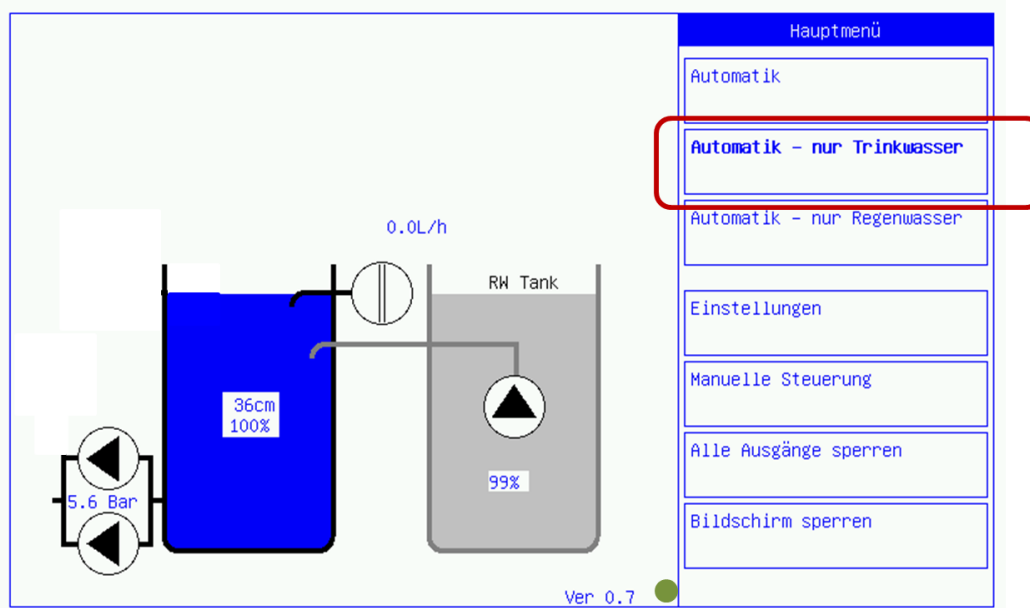 Hauptmenü
Automatik
Automatik - nur Trinkwasser
Automatik - nur Regenwasser
0.0L/h
RW Tank
Einstellungen
Manuelle Steuerung
36cm
100%
Alle Ausgänge sperren
99%
5.6 Bar
Bildschirm sperren
Ver 0.7